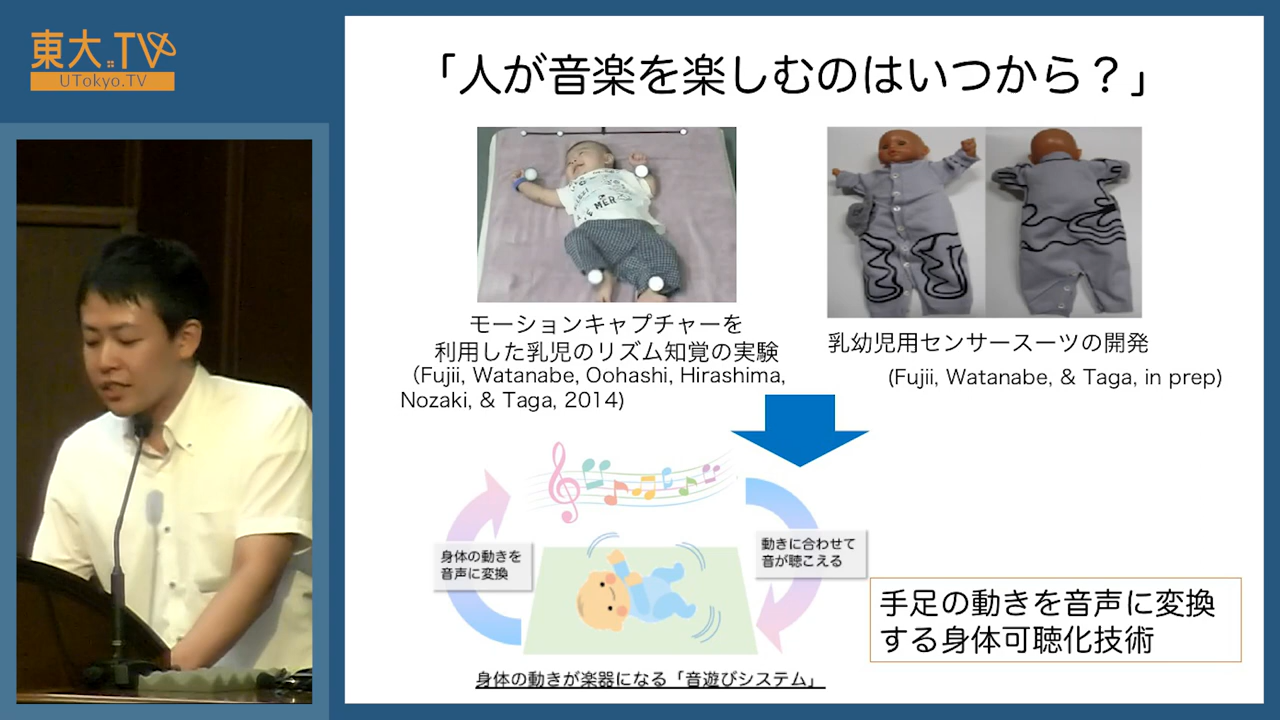 東大TV
UTokyo.TV
「人が音楽を楽しむのはいつから？」
モーションキャプチャーを
利用した乳児のリズム知覚の実験
（Fujii, Watanabe, Oohashi, Hirashima,
Nozaki, & Taga, 2014)
乳幼児用センサースーツの開発
(Fujii, Watanabe, & Taga, in prep)
身体の動きを
音声に変換
動きに合わせて
音が聴こえる
手足の動きを音声に変換
する身体可聴化技術
身体の動きが楽器になる「音遊びシステム」